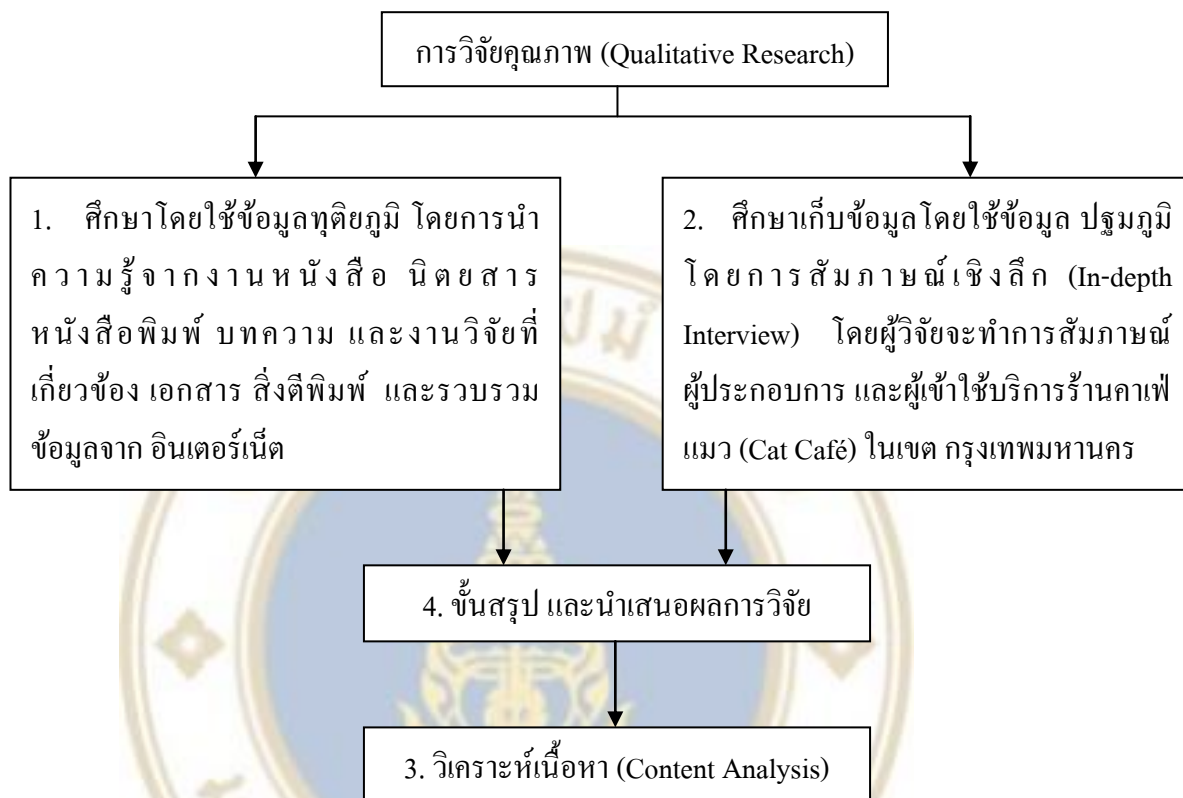 การวิจัยคุณภาพ (Qualitative Research)
1. ศึกษาโดยใช้ข้อมูลทุติยภูมิ โดยการนำ
ความรู้จากงานหนังสือ นิตยสาร
หนังสือพิมพ์ บทความ และงานวิจัยที่
เกี่ยวข้อง เอกสาร สิ่งตีพิมพ์ และรวบรวม
ข้อมูลจาก อินเตอร์เน็ต
2. ศึกษาเก็บข้อมูลโดยใช้ข้อมูล ปฐมภูมิ
โดยการสัมภาษณ์เชิงลึก (In-depth
Interview) โดยผู้วิจัยจะทำการสัมภาษณ์
ผู้ประกอบการ และผู้เข้าใช้บริการร้านคาเฟ่
แมว (Cat Café) ในเขต กรุงเทพมหานคร
4. ขั้นสรุป และนำเสนอผลการวิจัย
3. วิเคราะห์เนื้อหา (Content Analysis)